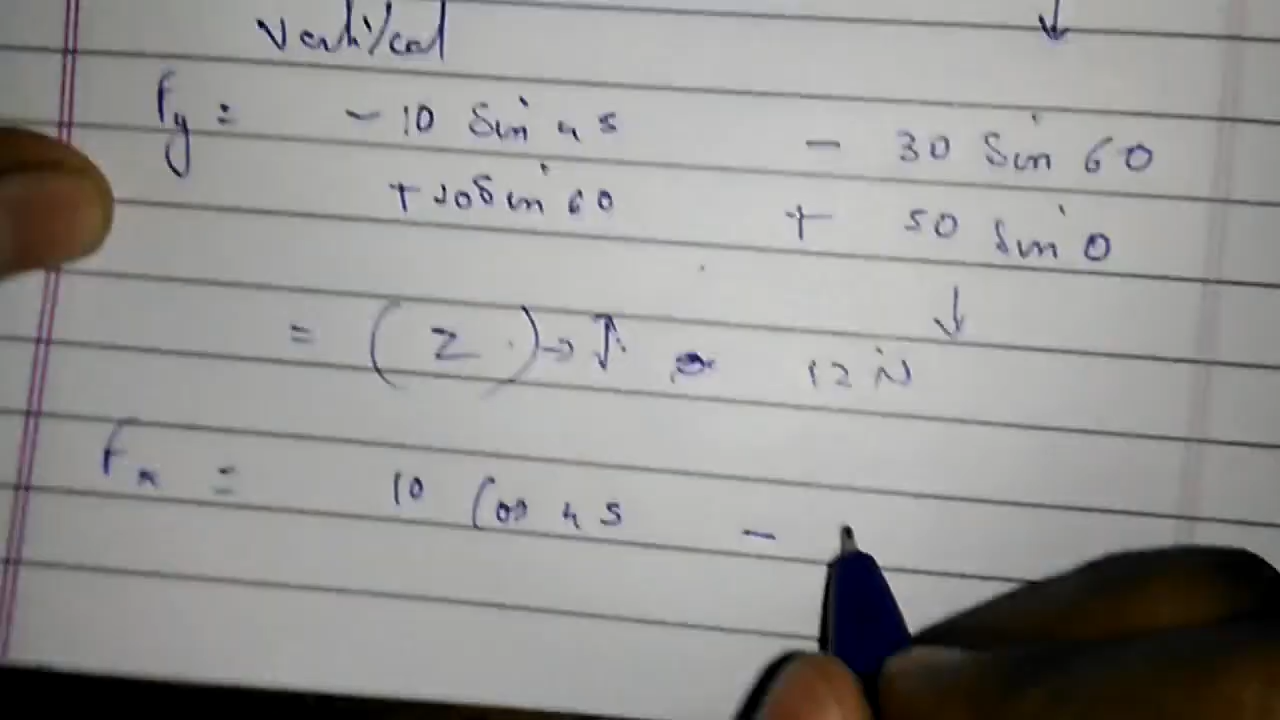 Vertical
Fy = - 10 Sin 45 - 30 Sin 60
+ 20 Sin 60 + 50 Sin 0
↓
= ( Z ) → ↑ 12 N
Fx = 10 Cos 45 -